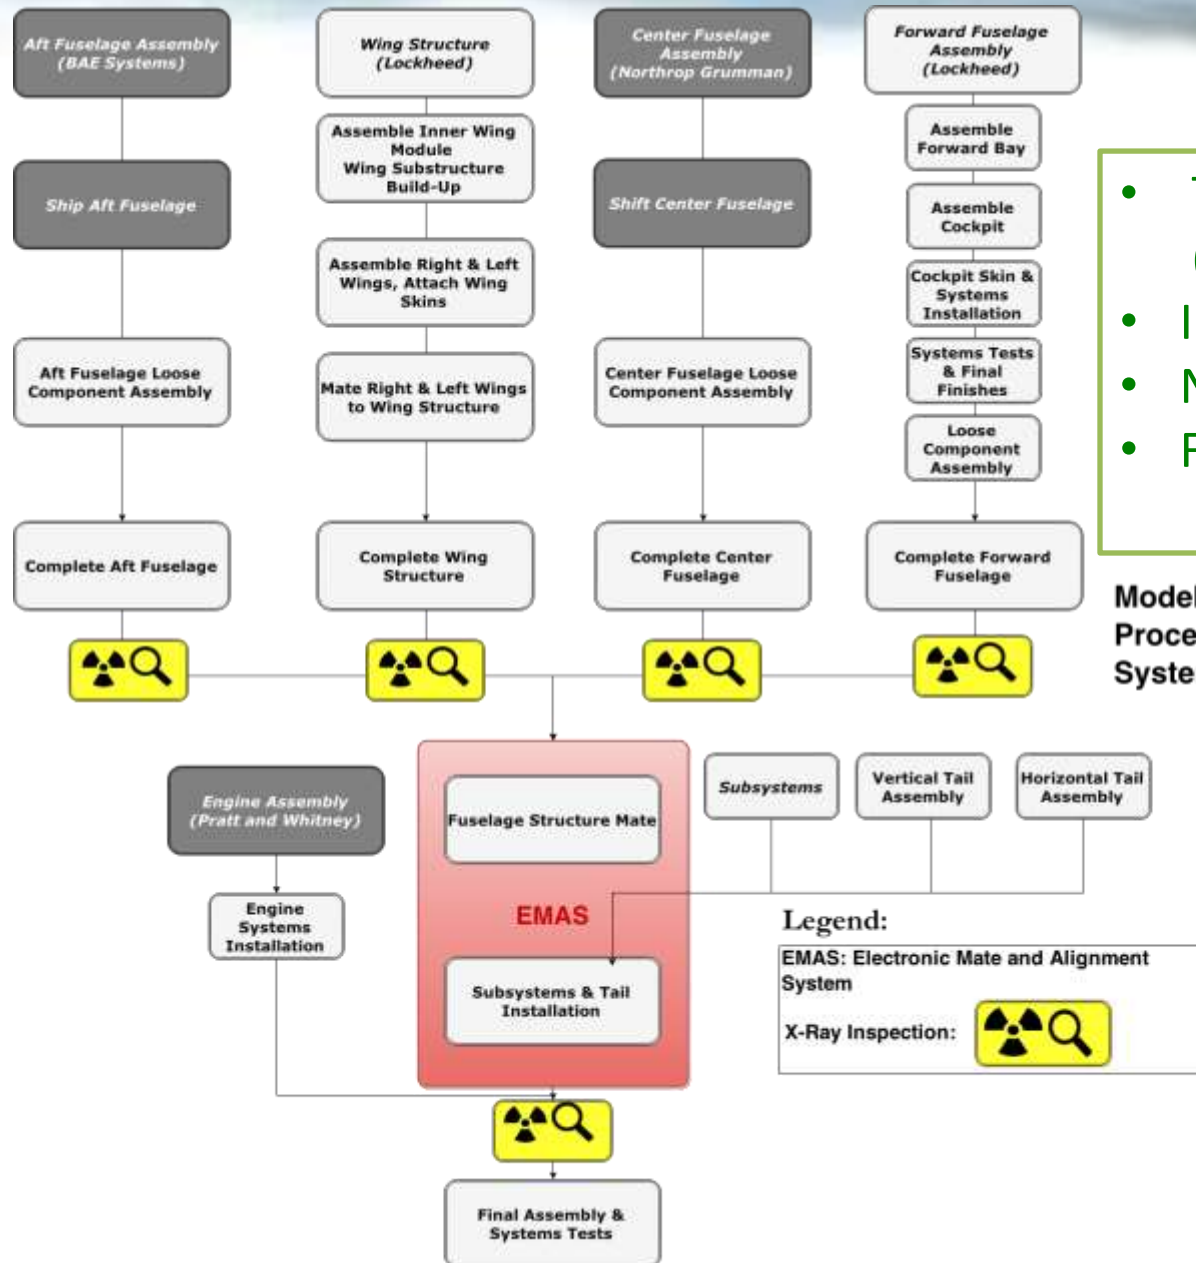 Aft Fuselage Assembly
(BAE Systems)
Wing Structure
(Lockheed)
Center Fuselage
Assembly
(Northrop Grumman)
Forward Fuselage
Assembly
(Lockheed)
Assemble Inner Wing
Module
Wing Substructure
Build-Up
Assemble
Forward Bay
Ship Aft Fuselage
Shift Center Fuselage
Assemble
Cockpit
Assemble Right & Left
Wings, Attach Wing
Skins
Cockpit Skin &
Systems
Installation
Aft Fuselage Loose
Component Assembly
Mate Right & Left Wings
to Wing Structure
Center Fuselage Loose
Component Assembly
Systems Tests
& Final
Finishes
Loose
Component
Assembly
Complete Aft Fuselage
Complete Wing
Structure
Complete Center
Fuselage
Complete Forward
Fuselage
Engine Assembly
(Pratt and Whitney)
Fuselage Structure Mate
Subsystems
Vertical Tail
Assembly
Horizontal Tail
Assembly
Engine
Systems
Installation
EMAS
Subsystems & Tail
Installation
Legend:
EMAS: Electronic Mate and Alignment
System
X-Ray Inspection:
Final Assembly &
Systems Tests